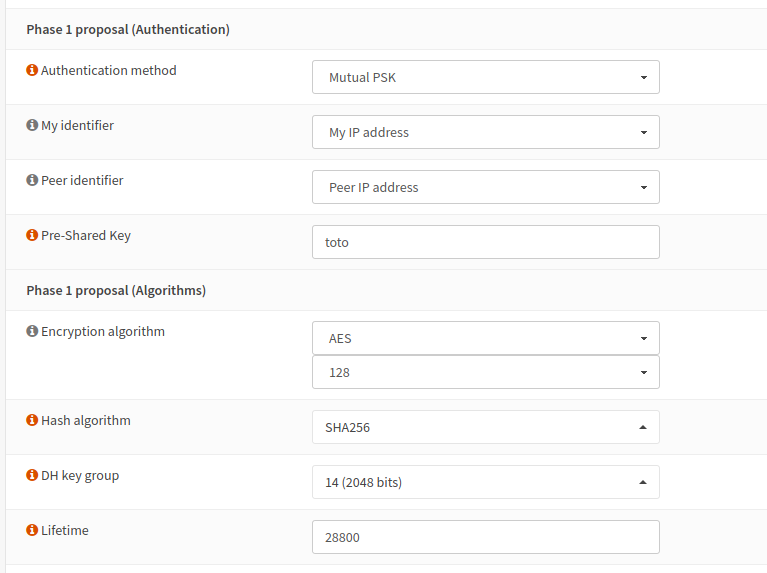 Phase 1 proposal (Authentication)
Authentication method
Mutual PSK
My identifier
My IP address
Peer identifier
Peer IP address
Pre-Shared Key
toto
Phase 1 proposal (Algorithms)
Encryption algorithm
AES
128
Hash algorithm
SHA256
DH key group
14 (2048 bits)
Lifetime
28800